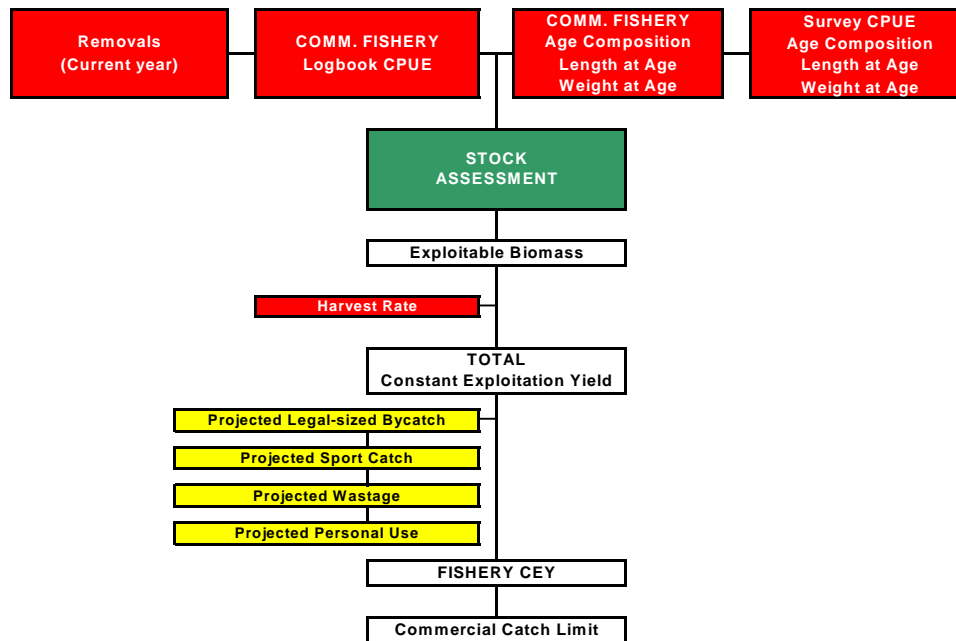 Removals
(Current year)
COMM. FISHERY
Logbook CPUE
COMM. FISHERY
Age Composition
Length at Age
Weight at Age
Survey CPUE
Age Composition
Length at Age
Weight at Age
STOCK
ASSESSMENT
Exploitable Biomass
Harvest Rate
TOTAL
Constant Exploitation Yield
Projected Legal-sized Bycatch
Projected Sport Catch
Projected Wastage
Projected Personal Use
FISHERY CEY
Commercial Catch Limit